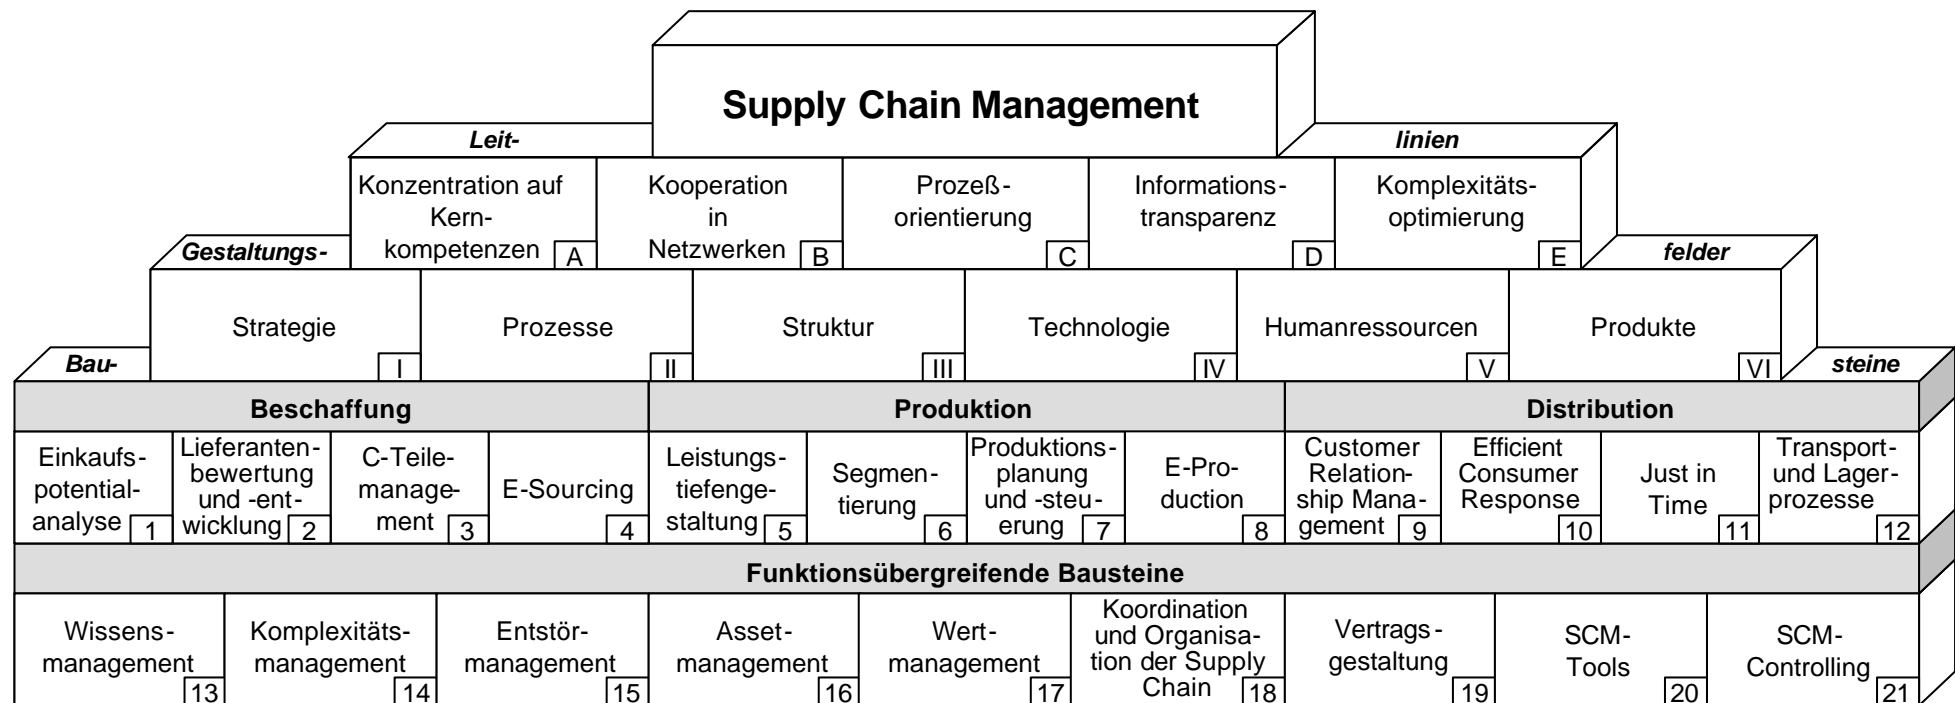 Supply Chain Management
Leit-
linien
Konzentration auf
Kern-
kompetenzen
A
Kooperation
in
Netzwerken
B
Prozeß-
orientierung
C
Informations-
transparenz
D
Komplexitäts-
optimierung
E
Gestaltungs-
felder
Strategie
I
Prozesse
II
Struktur
III
Technologie
IV
Humanressourcen
V
Produkte
VI
Bau-
steine
Beschaffung
Produktion
Distribution
Einkaufs-
potential-
analyse
1
Lieferanten-
bewertung
und -ent-
wicklung
2
C-Teile-
manage-
ment
3
E-Sourcing
4
Leistungs-
tiefenge-
staltung
5
Segmen-
tierung
6
Produktions-
planung
und -steu-
erung
7
E-Pro-
duction
8
Customer
Relation-
ship Mana-
gement
9
Efficient
Consumer
Response
10
Just in
Time
11
Transport-
und Lager-
prozesse
12
Funktionsübergreifende Bausteine
Wissens-
management
13
Komplexitäts-
management
14
Entstör-
management
15
Asset-
management
16
Wert-
management
17
Koordination
und Organisa-
tion der Supply
Chain
18
Vertrags-
gestaltung
19
SCM-
Tools
20
SCM-
Controlling
21